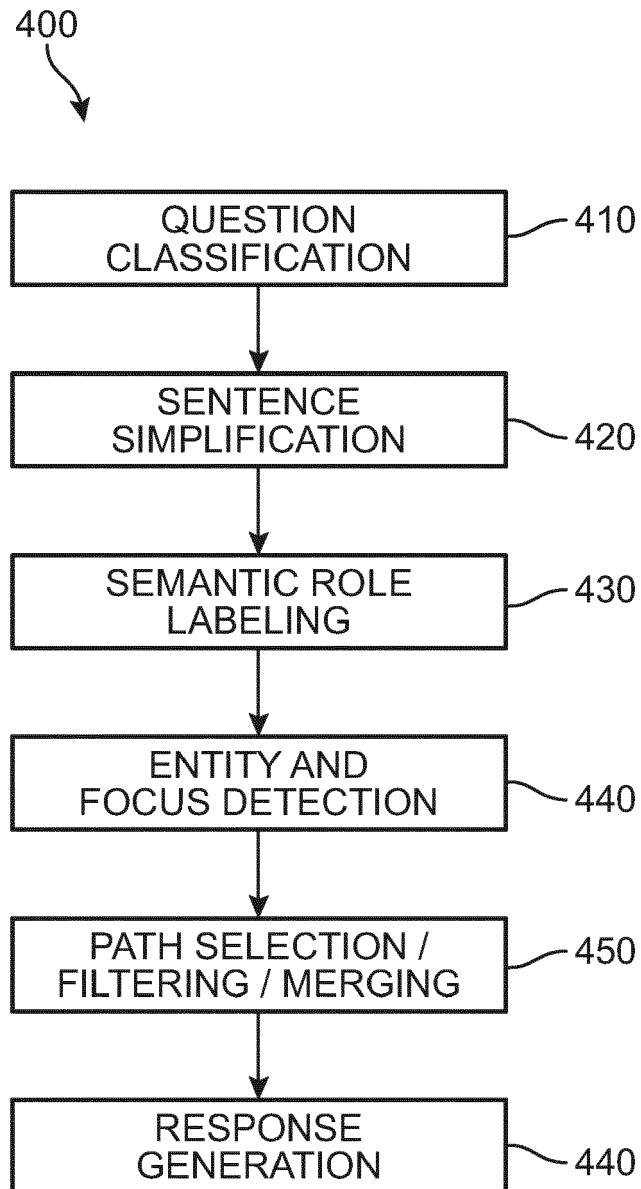 400
QUESTION
CLASSIFICATION
410
SENTENCE
SIMPLIFICATION
420
SEMANTIC ROLE
LABELING
430
ENTITY AND
FOCUS DETECTION
440
PATH SELECTION /
FILTERING / MERGING
450
RESPONSE
GENERATION
440